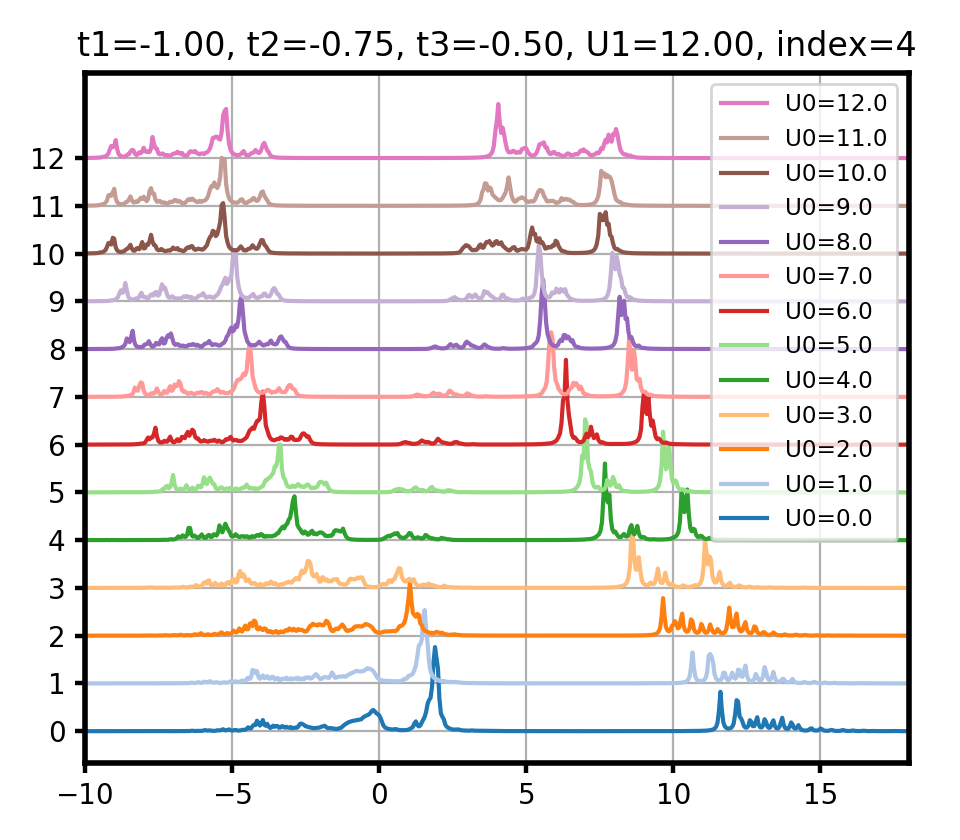 t1=-1.00, t2=-0.75, t3=-0.50, U1=12.00, index=4
U0=12.0
U0=11.0
U0=10.0
U0=9.0
U0=8.0
U0=7.0
U0=6.0
U0=5.0
U0=4.0
U0=3.0
U0=2.0
U0=1.0
U0=0.0
12
11
10
9
8
7
6
5
4
3
2
1
0
−10 −5 0 5 10 15